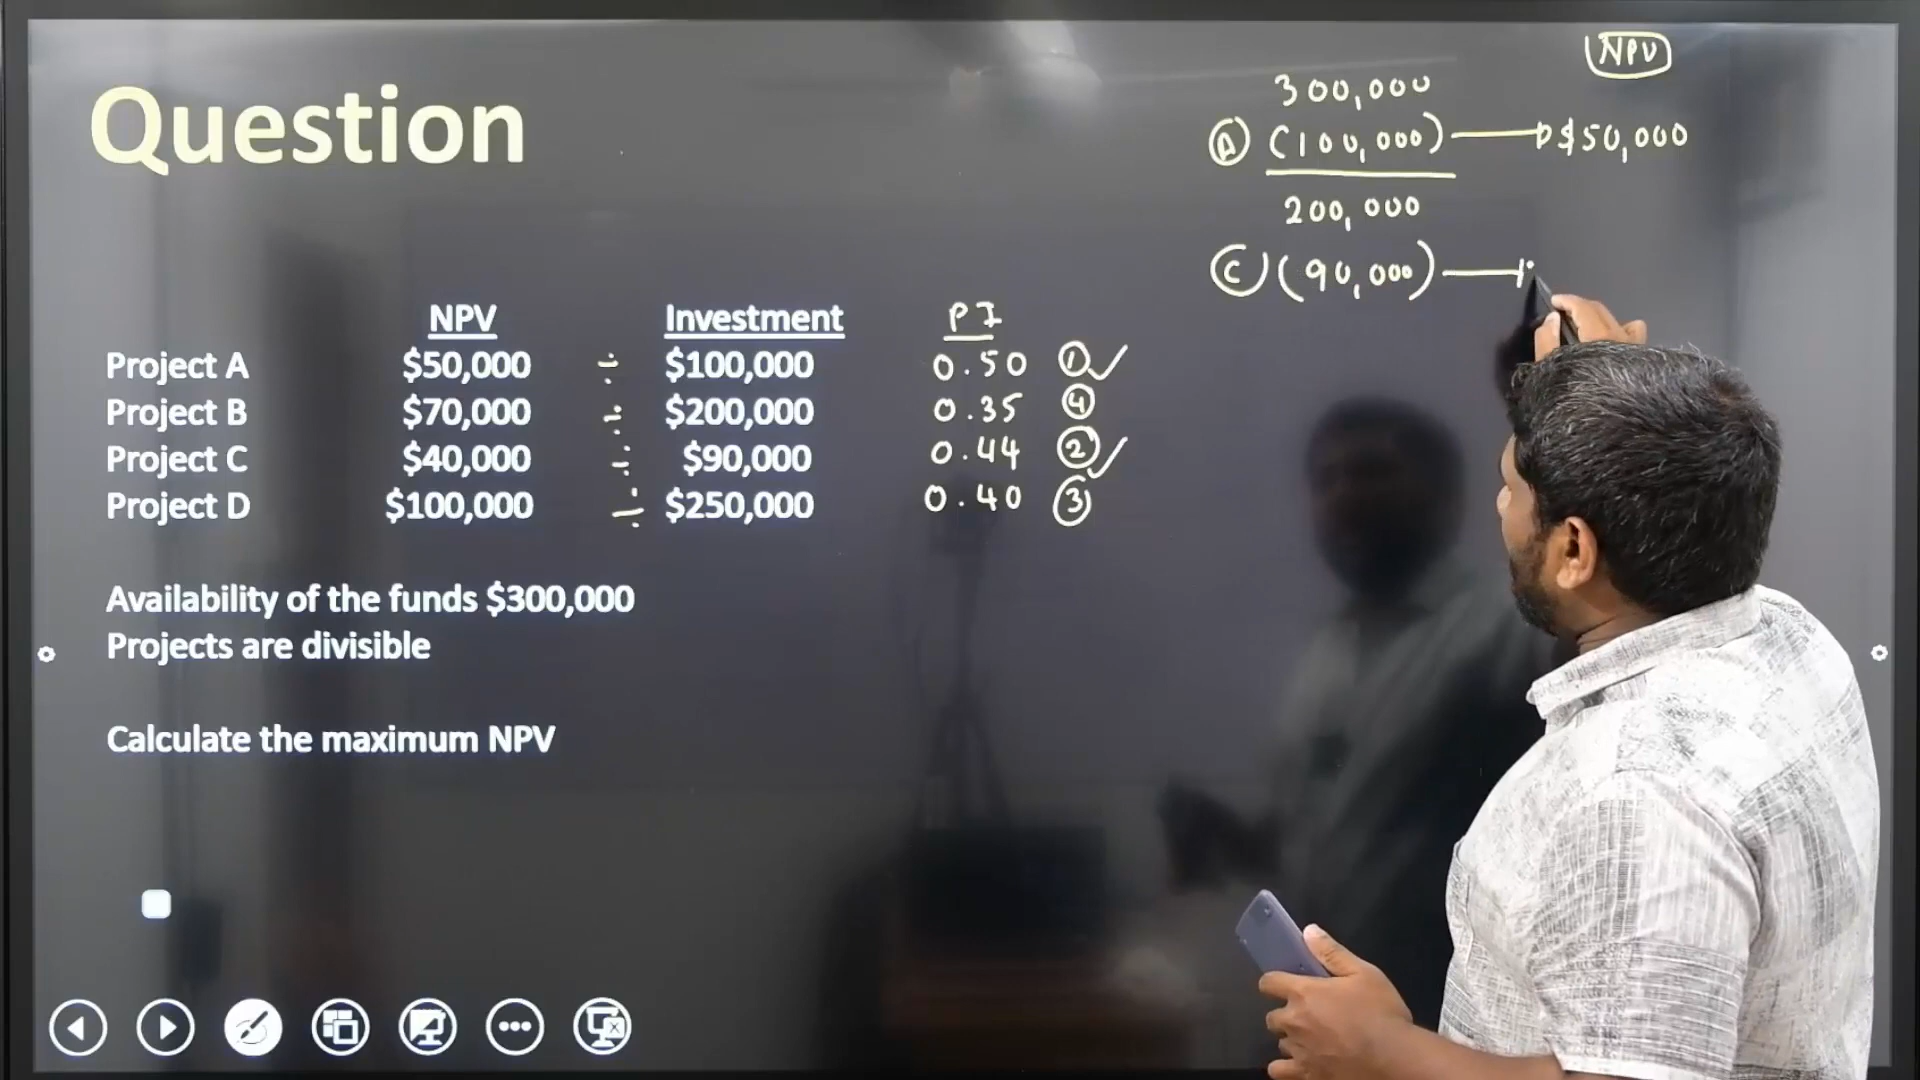 Question
NPV
300,000
Ⓐ (100,000) → $50,000
200,000
Ⓒ (90,000)
NPV Investment PI
Project A $50,000 ÷ $100,000 0.50 ① ✓
Project B $70,000 ÷ $200,000 0.35 ④
Project C $40,000 ÷ $90,000 0.44 ② ✓
Project D $100,000 ÷ $250,000 0.40 ③
Availability of the funds $300,000
Projects are divisible
Calculate the maximum NPV